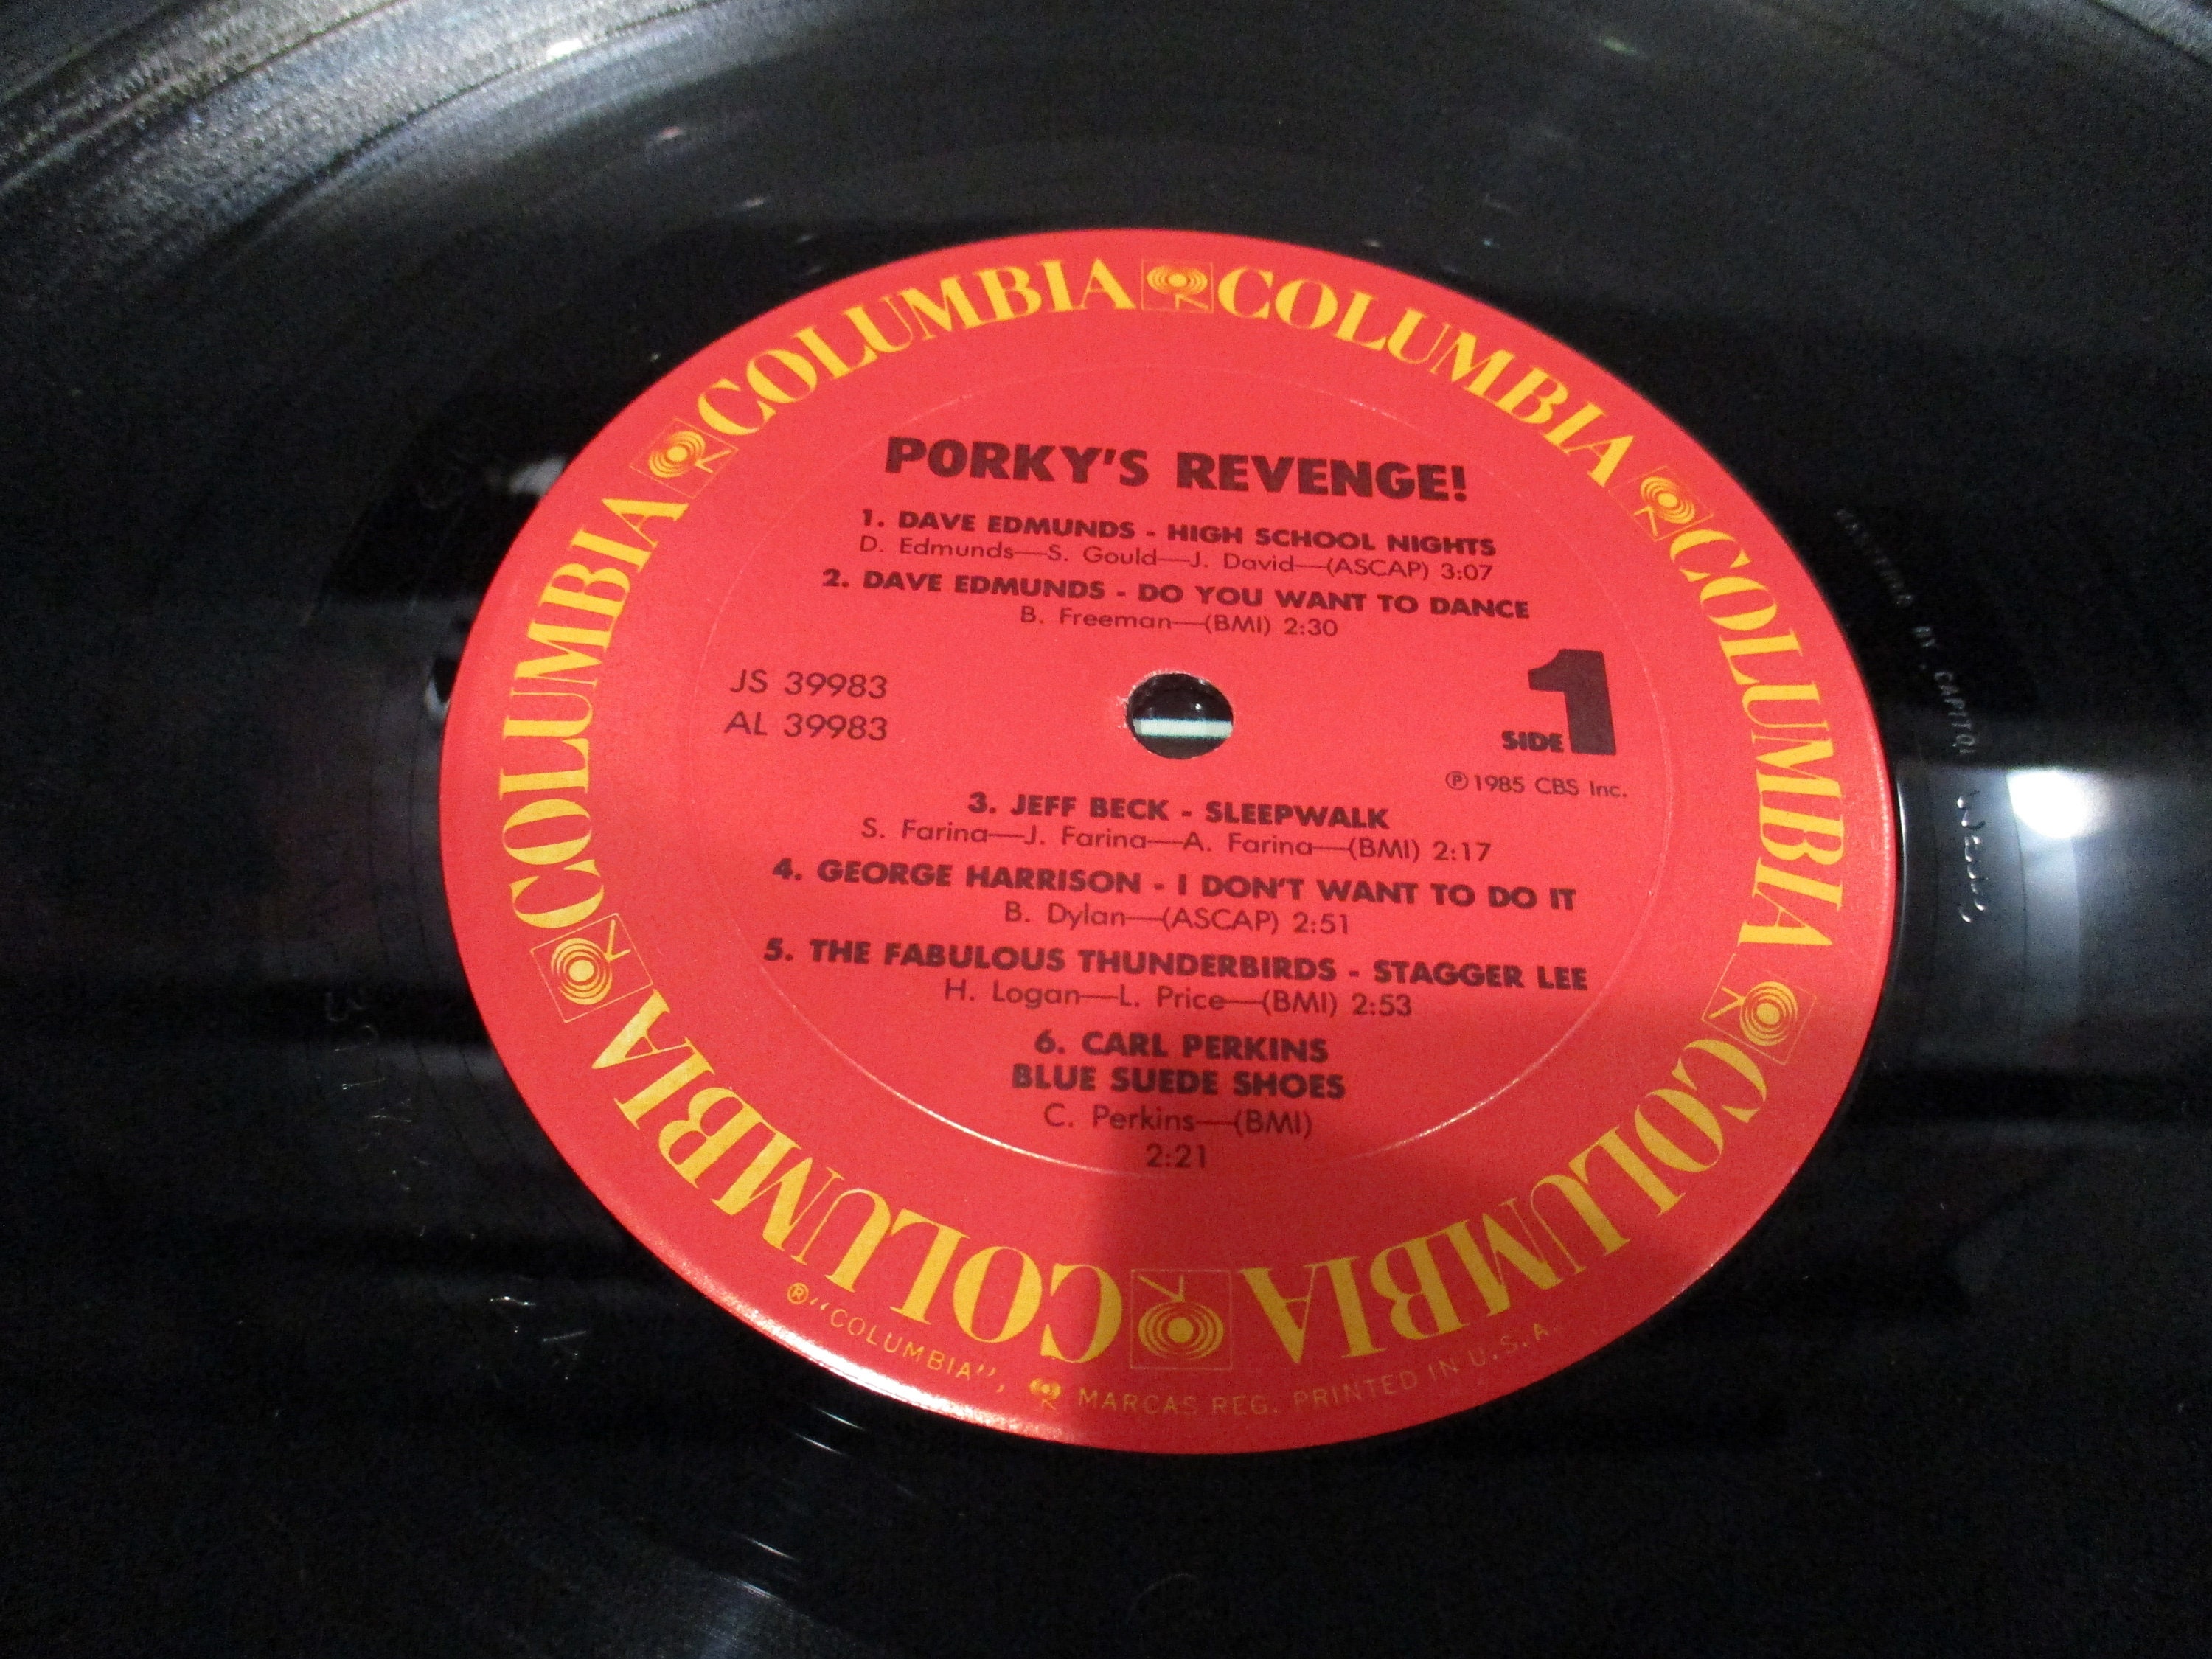 COLUMBIA COLUMBIA COLUMBIA COLUMBIA COLUMBIA COLUMBIA
PORKY'S REVENGE!
1. DAVE EDMUNDS - HIGH SCHOOL NIGHTS
D. Edmunds—S. Gould—J. David—(ASCAP) 3:07
2. DAVE EDMUNDS - DO YOU WANT TO DANCE
B. Freeman—(BMI) 2:30
JS 39983
AL 39983
SIDE 1
Ⓟ1985 CBS Inc.
3. JEFF BECK - SLEEPWALK
S. Farina—J. Farina—A. Farina—(BMI) 2:17
4. GEORGE HARRISON - I DON'T WANT TO DO IT
B. Dylan—(ASCAP) 2:51
5. THE FABULOUS THUNDERBIRDS - STAGGER LEE
H. Logan—L. Price—(BMI) 2:53
6. CARL PERKINS
BLUE SUEDE SHOES
C. Perkins—(BMI)
2:21
®"COLUMBIA", MARCAS REG. PRINTED IN U.S.A.
BY CAPITOL